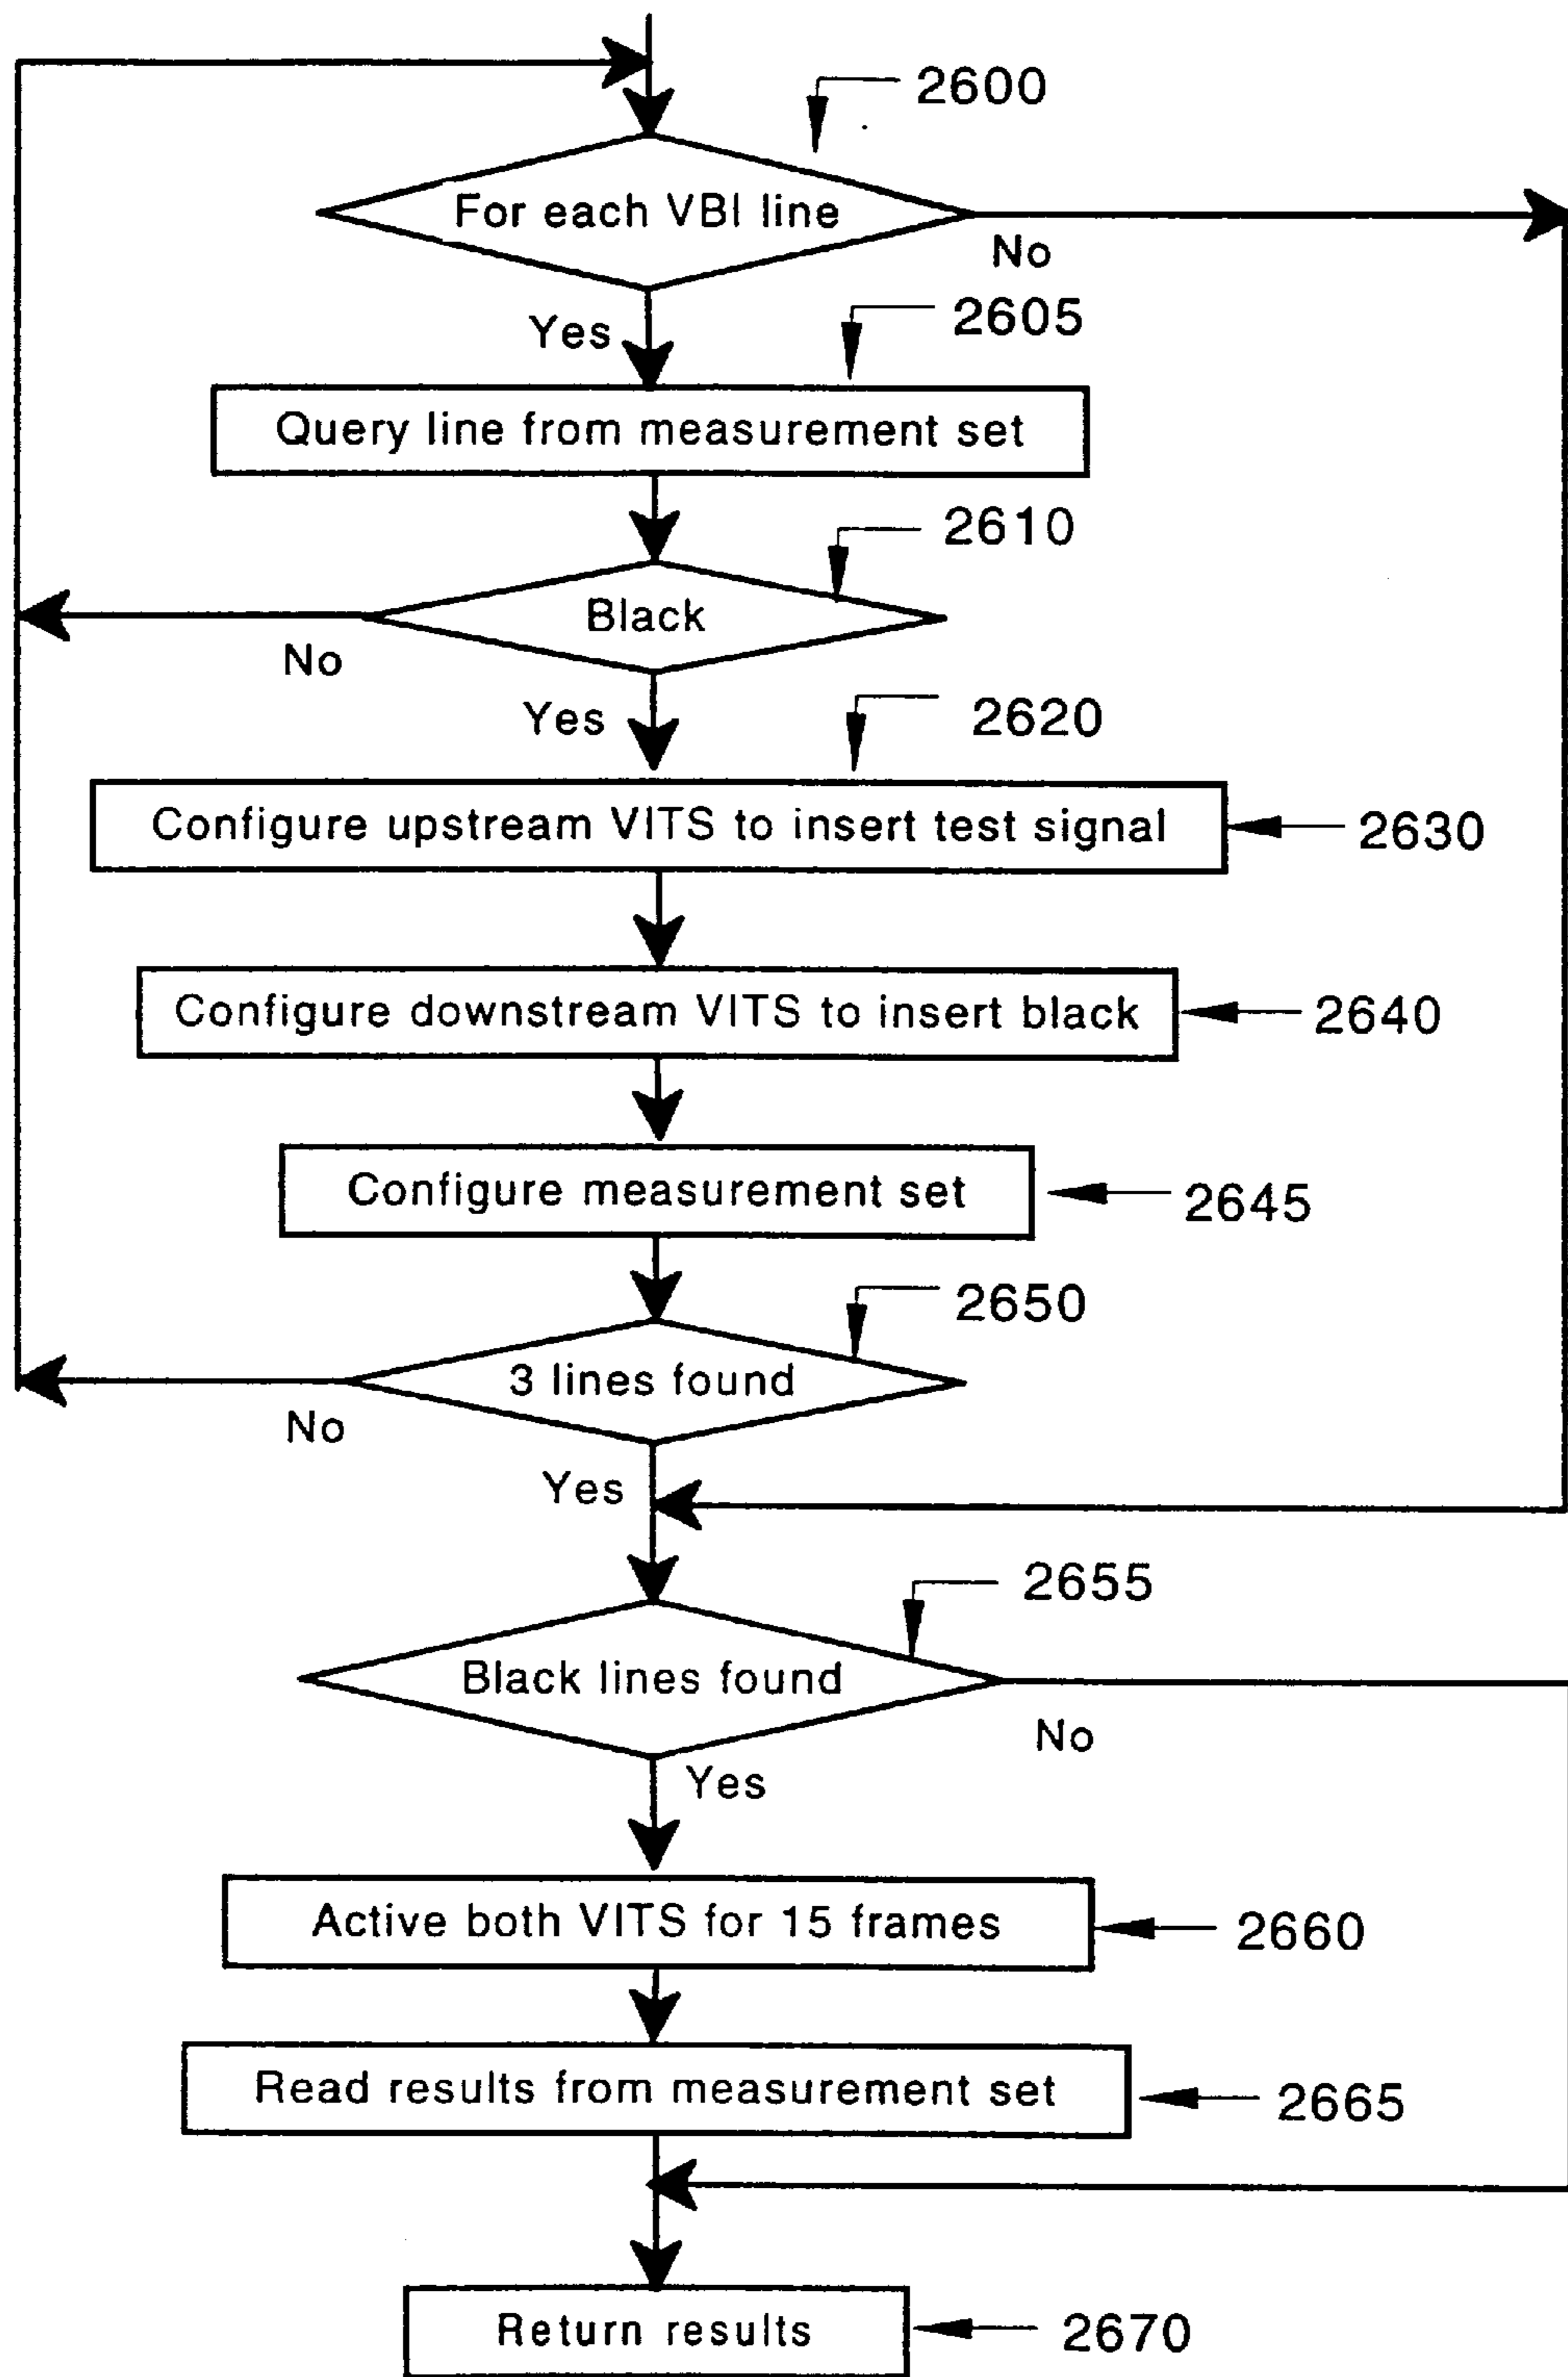 2600
For each VBI line
No
Yes
2605
Query line from measurement set
2610
Black
No
Yes
2620
Configure upstream VITS to insert test signal
2630
Configure downstream VITS to insert black
2640
Configure measurement set
2645
2650
3 lines found
No
Yes
2655
Black lines found
No
Yes
Active both VITS for 15 frames
2660
Read results from measurement set
2665
Return results
2670